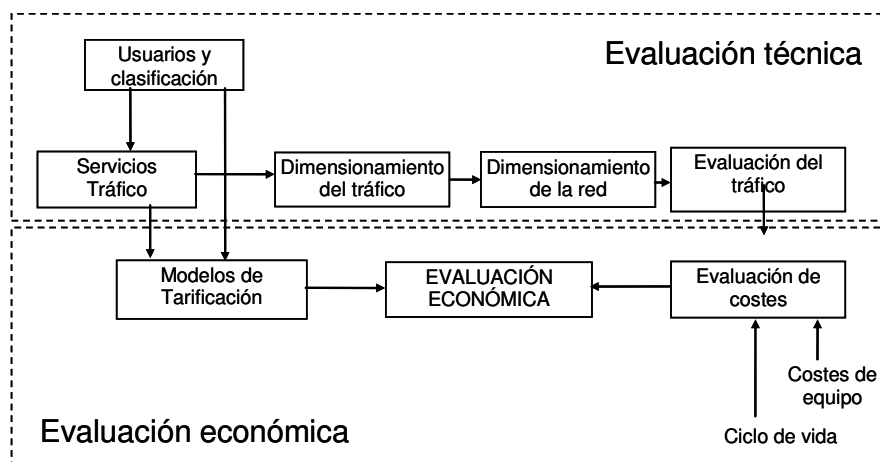 Usuarios y
clasificación
Evaluación técnica
Servicios
Tráfico
Dimensionamiento
del tráfico
Dimensionamiento
de la red
Evaluación del
tráfico
Modelos de
Tarificación
EVALUACIÓN
ECONÓMICA
Evaluación de
costes
Costes de
equipo
Ciclo de vida
Evaluación económica